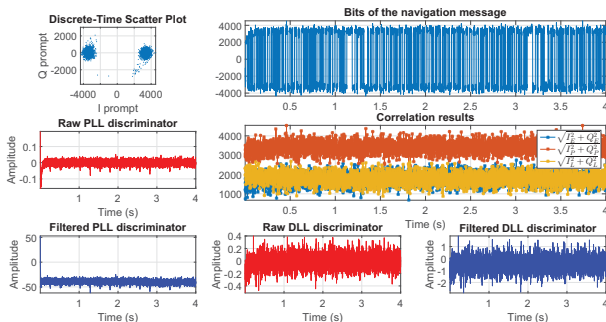 Discrete-Time Scatter Plot
Q prompt
2000
0
-2000
-4000 0 4000
I prompt
Bits of the navigation message
4000
2000
0
-2000
-4000
0.5 1 1.5 2 2.5 3 3.5 4
Raw PLL discriminator
Amplitude
0.1
0
-0.1
1 2 3 4
Time (s)
Correlation results
4000
3000
2000
1000
0.5 1 1.5 2 2.5 3 3.5 4
Time (s)
Filtered PLL discriminator
Amplitude
50
0
-50
1 2 3 4
Time (s)
Raw DLL discriminator
Amplitude
0.4
0.2
0
-0.2
-0.4
1 2 3 4
Time (s)
Filtered DLL discriminator
Amplitude
2
1
0
-1
-2
1 2 3 4
Time (s)